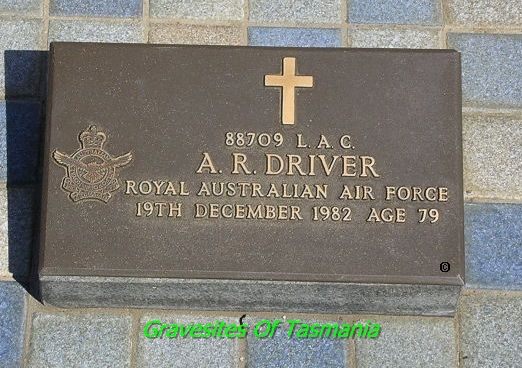 88709 L. A. C.
A. R. DRIVER
ROYAL AUSTRALIAN AIR FORCE
19TH DECEMBER 1982 AGE 79
©
Gravesites Of Tasmania